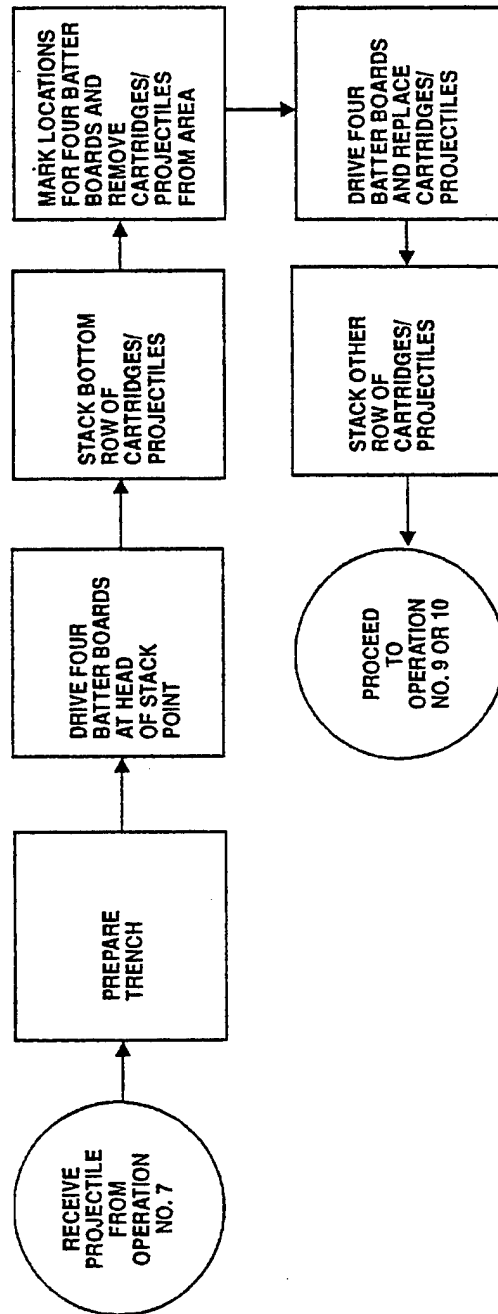 RECEIVE
PROJECTILE
FROM
OPERATION
NO. 7
PREPARE
TRENCH
DRIVE FOUR
BATTER BOARDS
AT HEAD
OF STACK
POINT
STACK BOTTOM
ROW OF
CARTRIDGES/
PROJECTILES
MARK LOCATIONS
FOR FOUR BATTER
BOARDS AND
REMOVE
CARTRIDGES/
PROJECTILES
FROM AREA
DRIVE FOUR
BATTER BOARDS
AND REPLACE
CARTRIDGES/
PROJECTILES
STACK OTHER
ROW OF
CARTRIDGES/
PROJECTILES
PROCEED
TO
OPERATION
NO. 9 OR 10